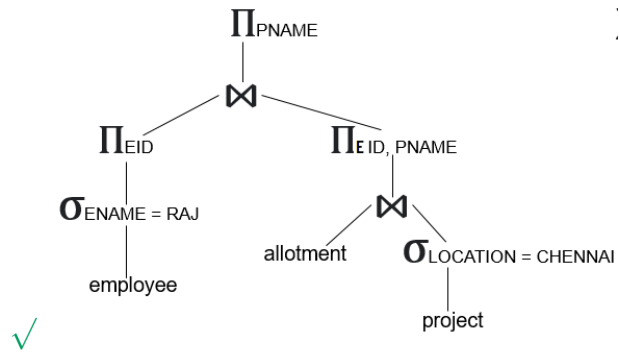 ΠPNAME
⋈
ΠEID ΠE ID, PNAME
σENAME = RAJ ⋈
allotment σLOCATION = CHENNAI
employee
project
√